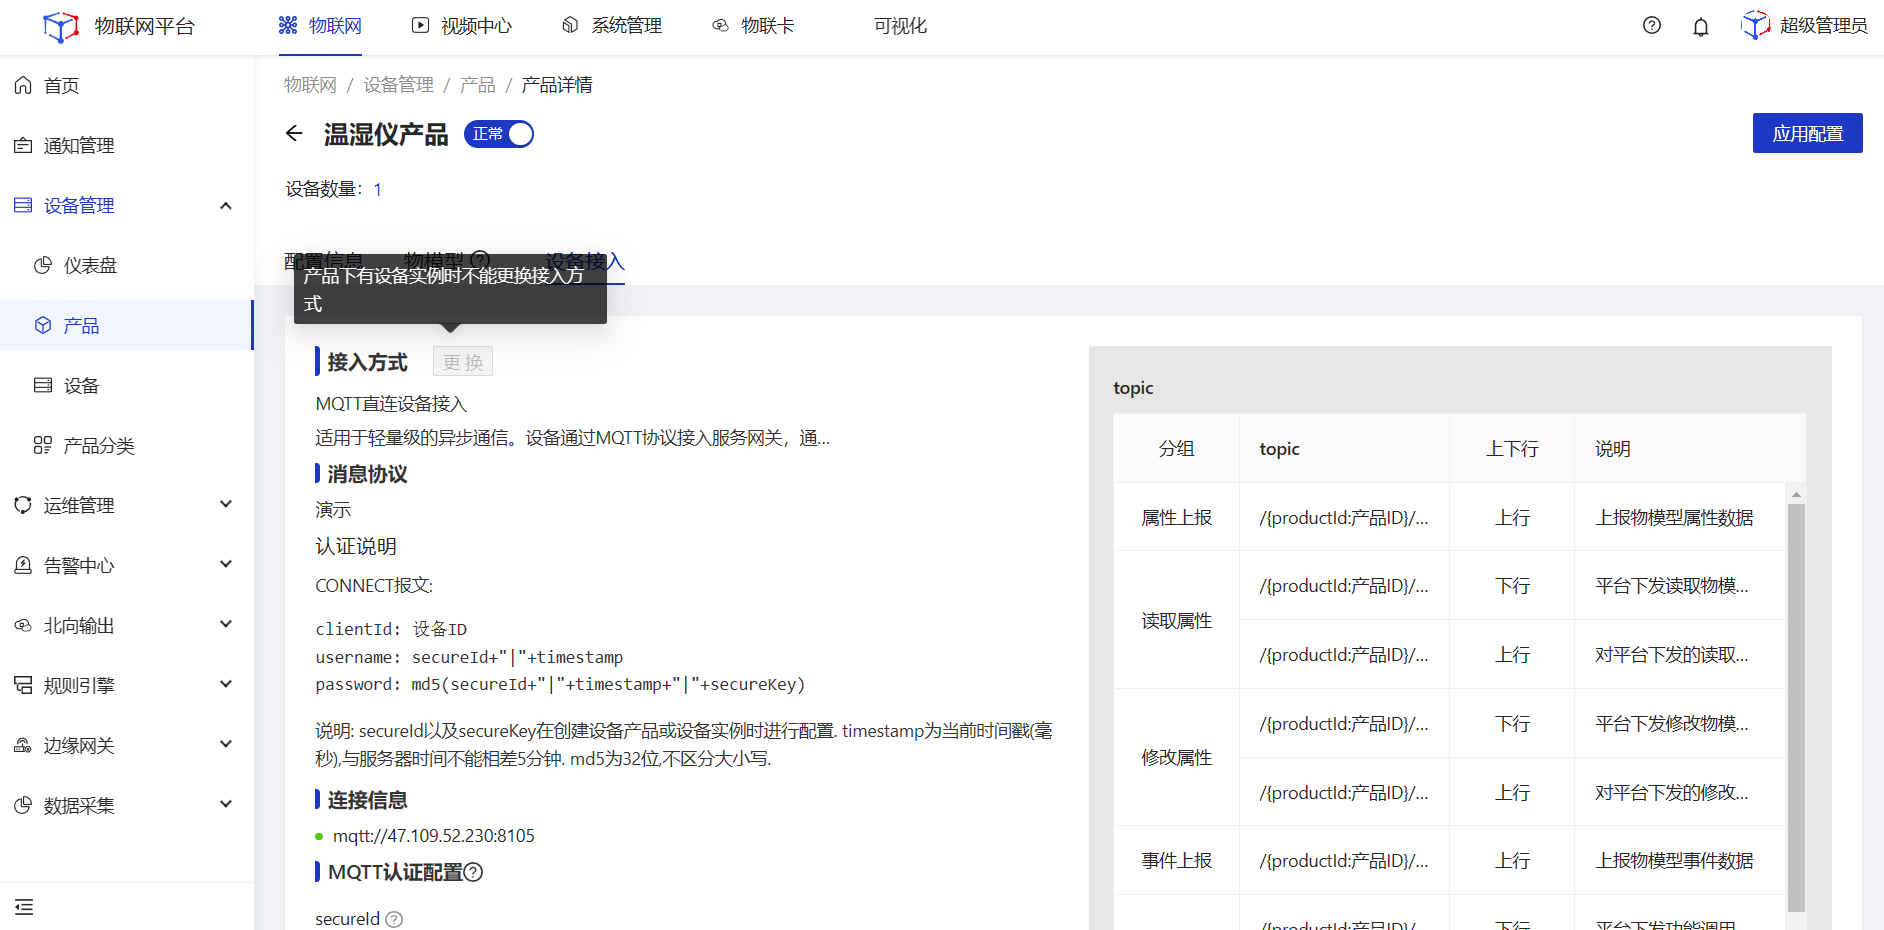 物联网平台
物联网
视频中心
系统管理
物联卡
可视化
超级管理员
首页
通知管理
设备管理
仪表盘
产品
设备
产品分类
运维管理
告警中心
北向输出
规则引擎
边缘网关
数据采集
物联网 / 设备管理 / 产品 / 产品详情
温湿仪产品 正常
应用配置
设备数量： 1
配置信息 物模型 设备接入
产品下有设备实例时不能更换接入方
式
接入方式 更 换
MQTT直连设备接入
适用于轻量级的异步通信。设备通过MQTT协议接入服务网关，通...
消息协议
演示
认证说明
CONNECT报文:
clientId: 设备ID
username: secureId+"|"+timestamp
password: md5(secureId+"|"+timestamp+"|"+secureKey)
说明: secureId以及secureKey在创建设备产品或设备实例时进行配置. timestamp为当前时间戳(毫
秒),与服务器时间不能相差5分钟. md5为32位,不区分大小写.
连接信息
mqtt://47.109.52.230:8105
MQTT认证配置
secureId
topic
分组 topic 上下行 说明
属性上报 /{productId:产品ID}/... 上行 上报物模型属性数据
读取属性 /{productId:产品ID}/... 下行 平台下发读取物模...
/{productId:产品ID}/... 上行 对平台下发的读取...
修改属性 /{productId:产品ID}/... 下行 平台下发修改物模...
/{productId:产品ID}/... 上行 对平台下发的修改...
事件上报 /{productId:产品ID}/... 上行 上报物模型事件数据
/{productId:产品ID}/... 下行 平台下发功能调用